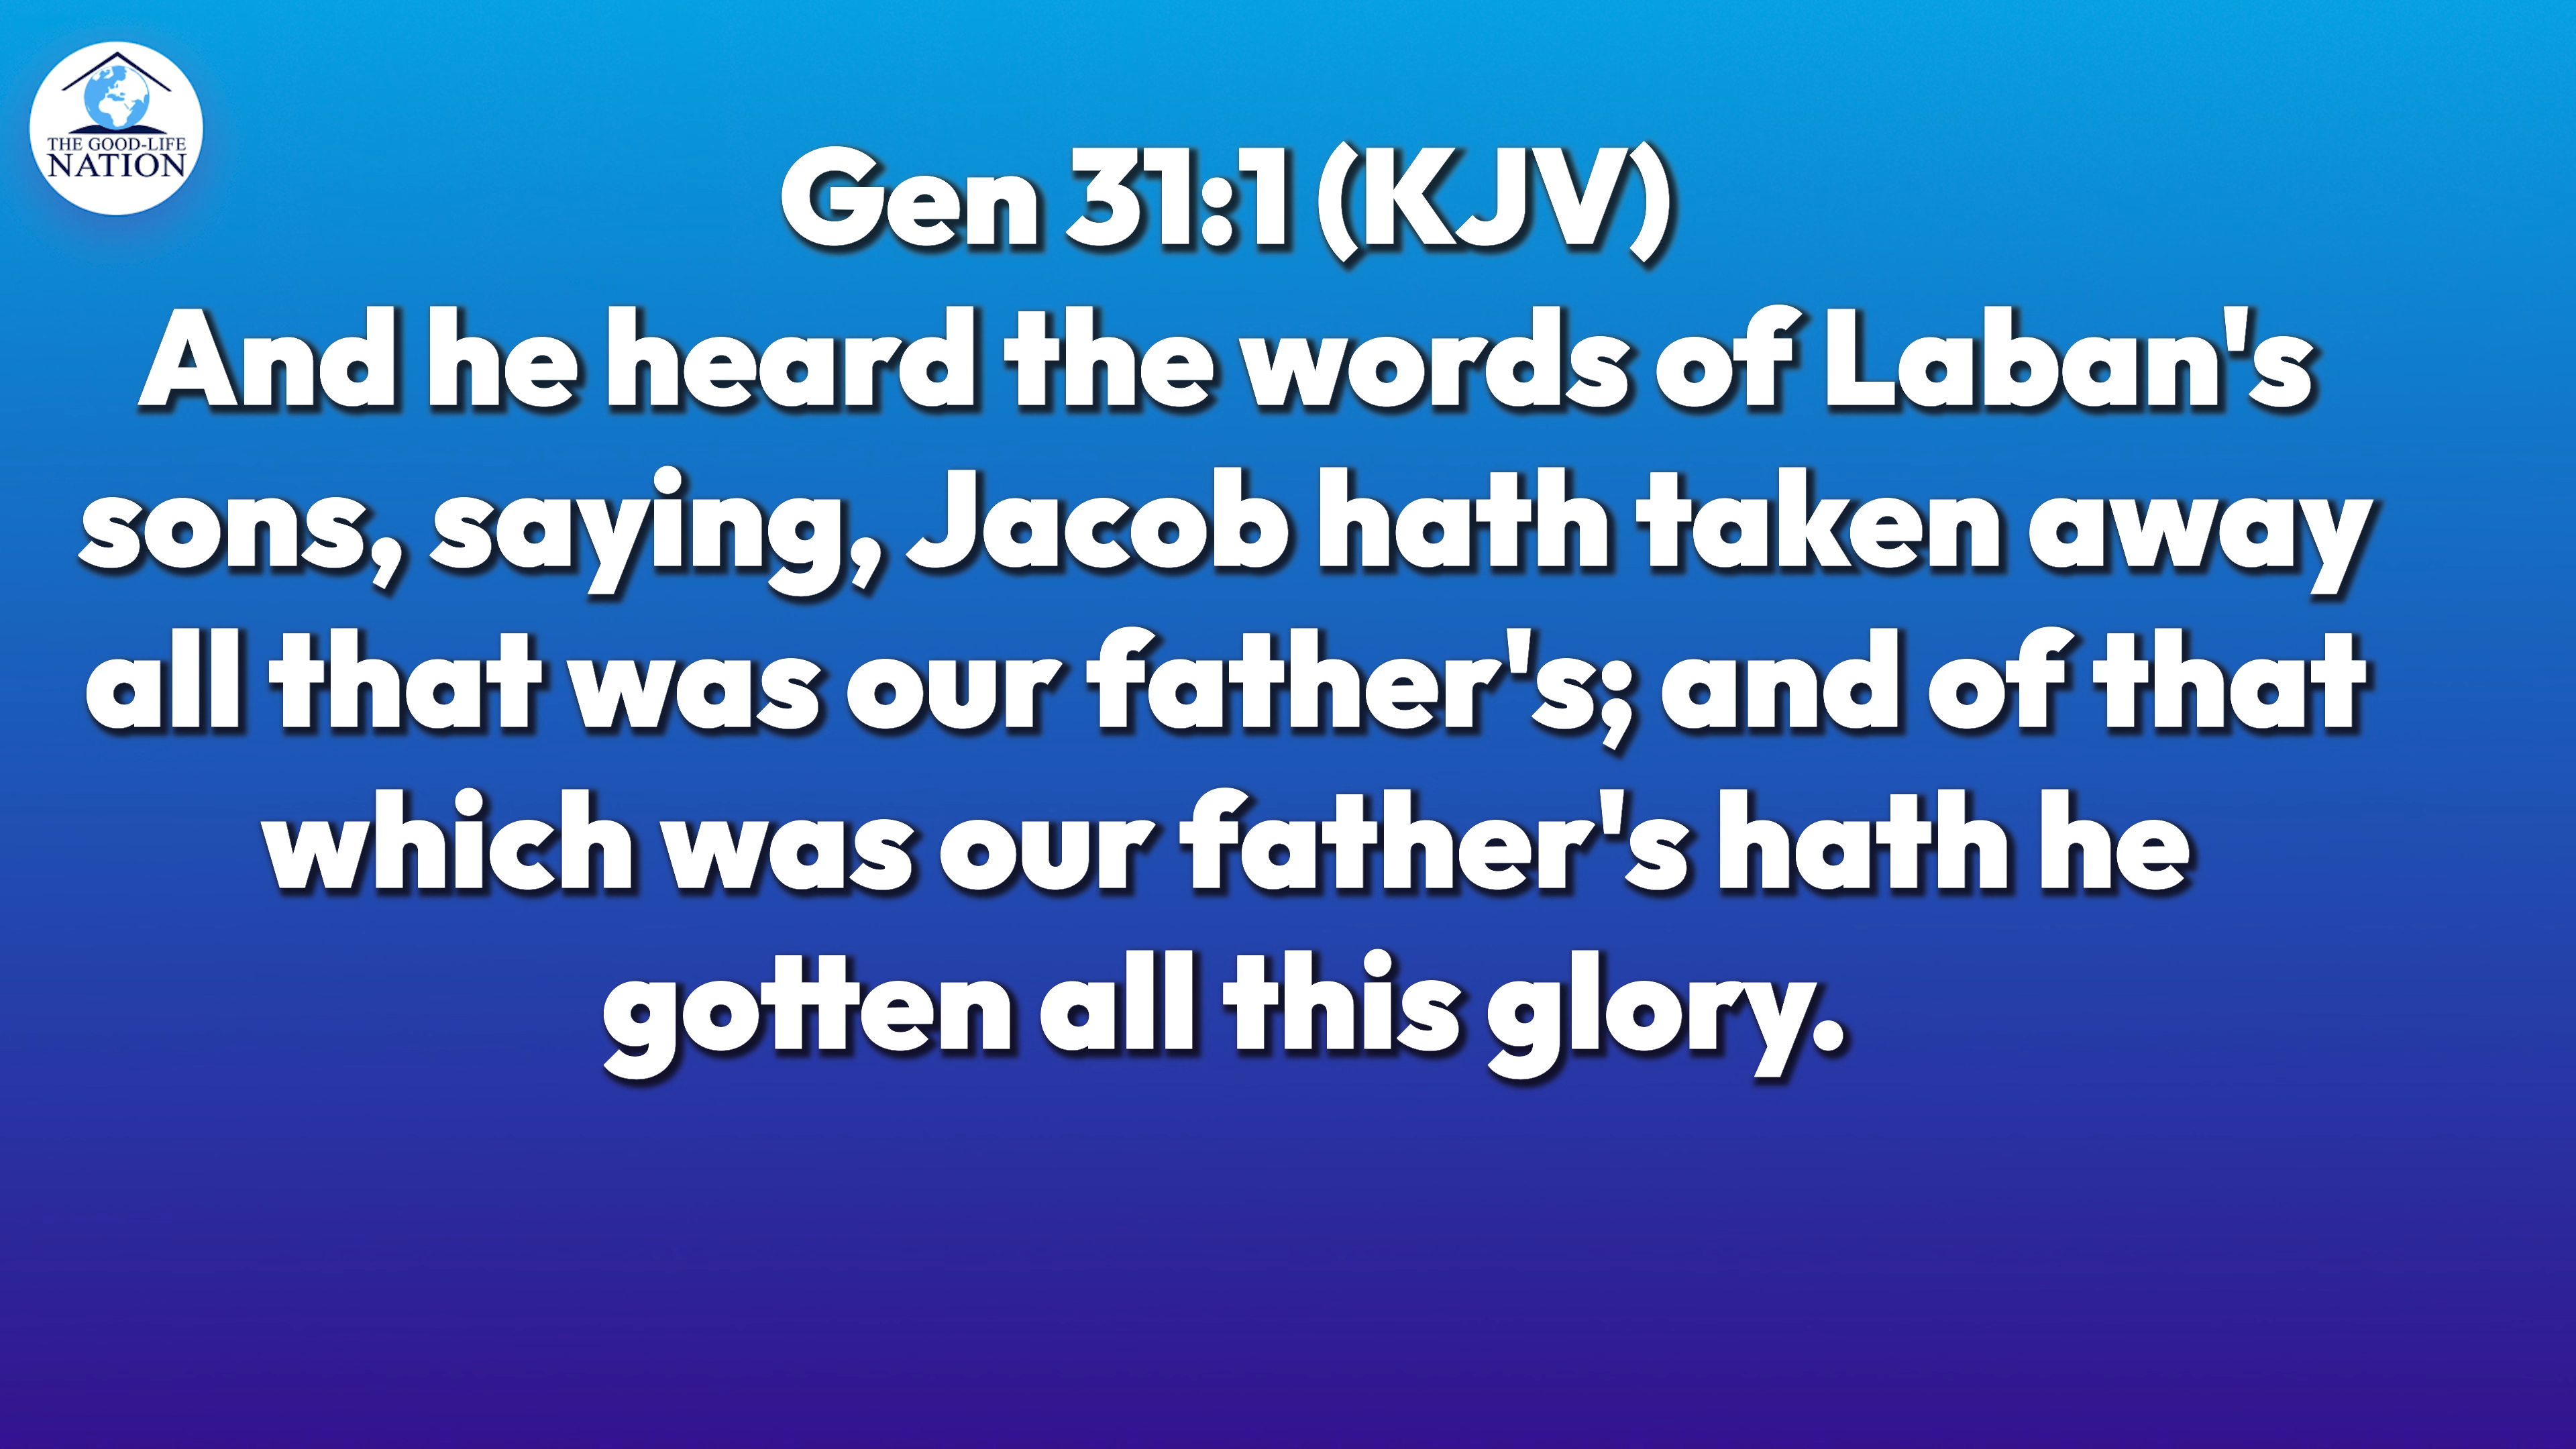 THE GOOD-LIFE
NATION
Gen 31:1 (KJV)
And he heard the words of Laban's
sons, saying, Jacob hath taken away
all that was our father's; and of that
which was our father's hath he
gotten all this glory.